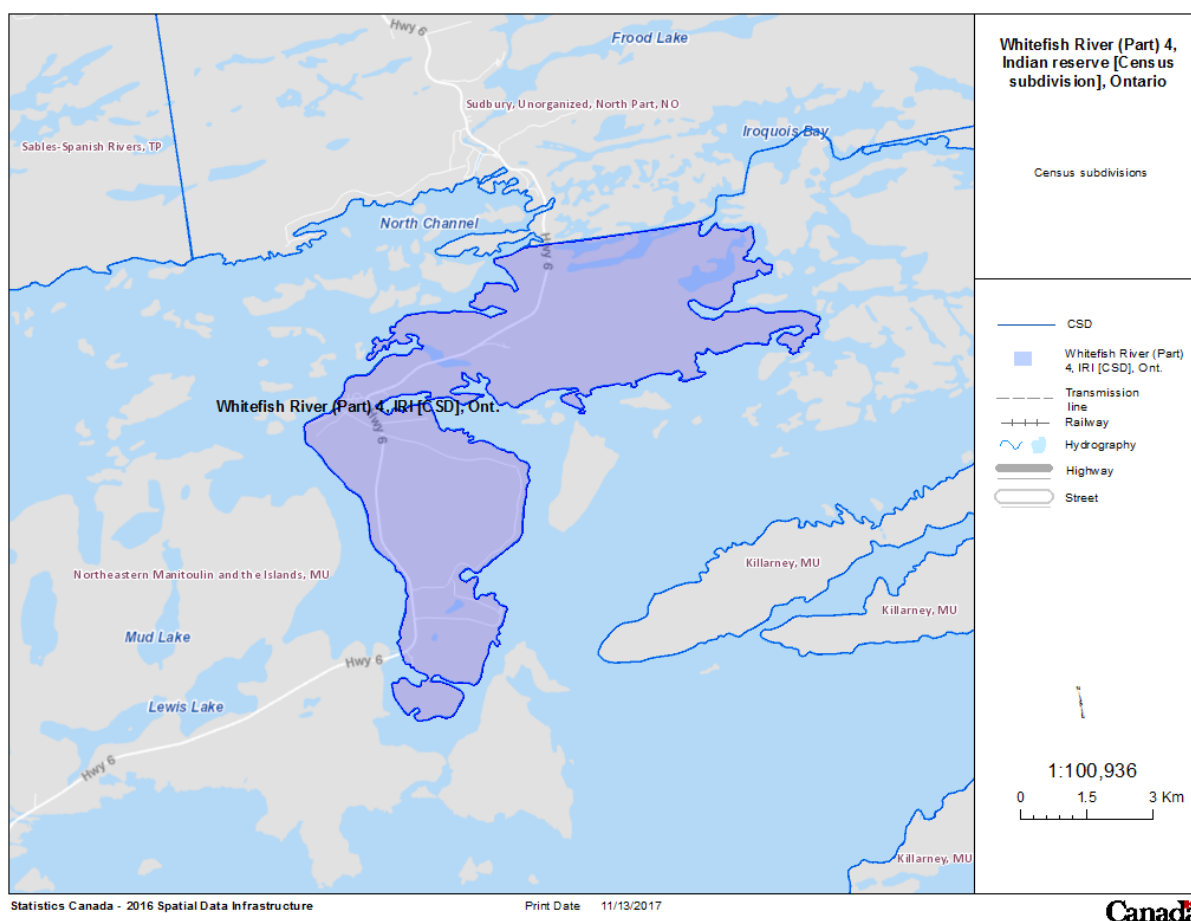 Hwy 6
Frood Lake
Sudbury, Unorganized, North Part, NO
Iroquois Bay
Sables-Spanish Rivers, TP
North Channel
Hwy 6
Whitefish River (Part) 4, IRI [CSD], Ont.
Hwy 6
Northeastern Manitoulin and the Islands, MU
Killarney, MU
Killarney, MU
Mud Lake
Hwy 6
Lewis Lake
Hwy 6
Killarney, MU
Whitefish River (Part) 4,
Indian reserve [Census
subdivision], Ontario
Census subdivisions
CSD
Whitefish River (Part)
4, IRI [CSD], Ont.
Transmission
line
Railway
Hydrography
Highway
Street
1:100,936
0 1.5 3 Km
Statistics Canada - 2016 Spatial Data Infrastructure
Print Date 11/13/2017
Canada